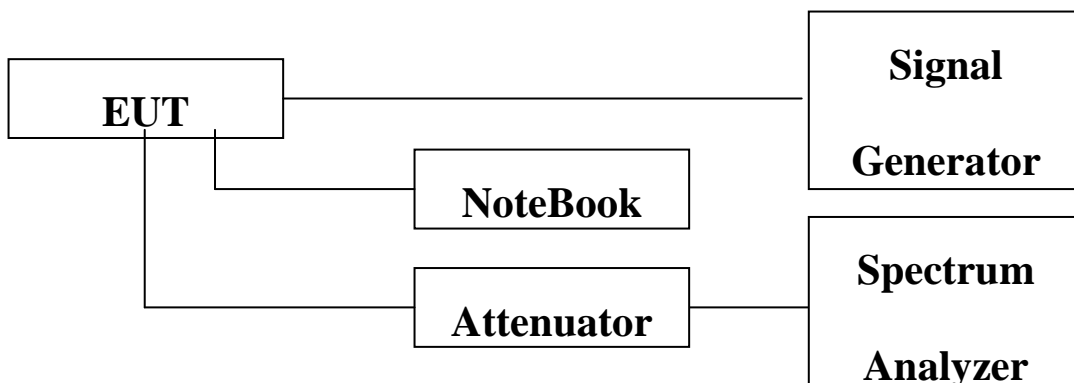 EUT
Signal
Generator
NoteBook
Attenuator
Spectrum
Analyzer